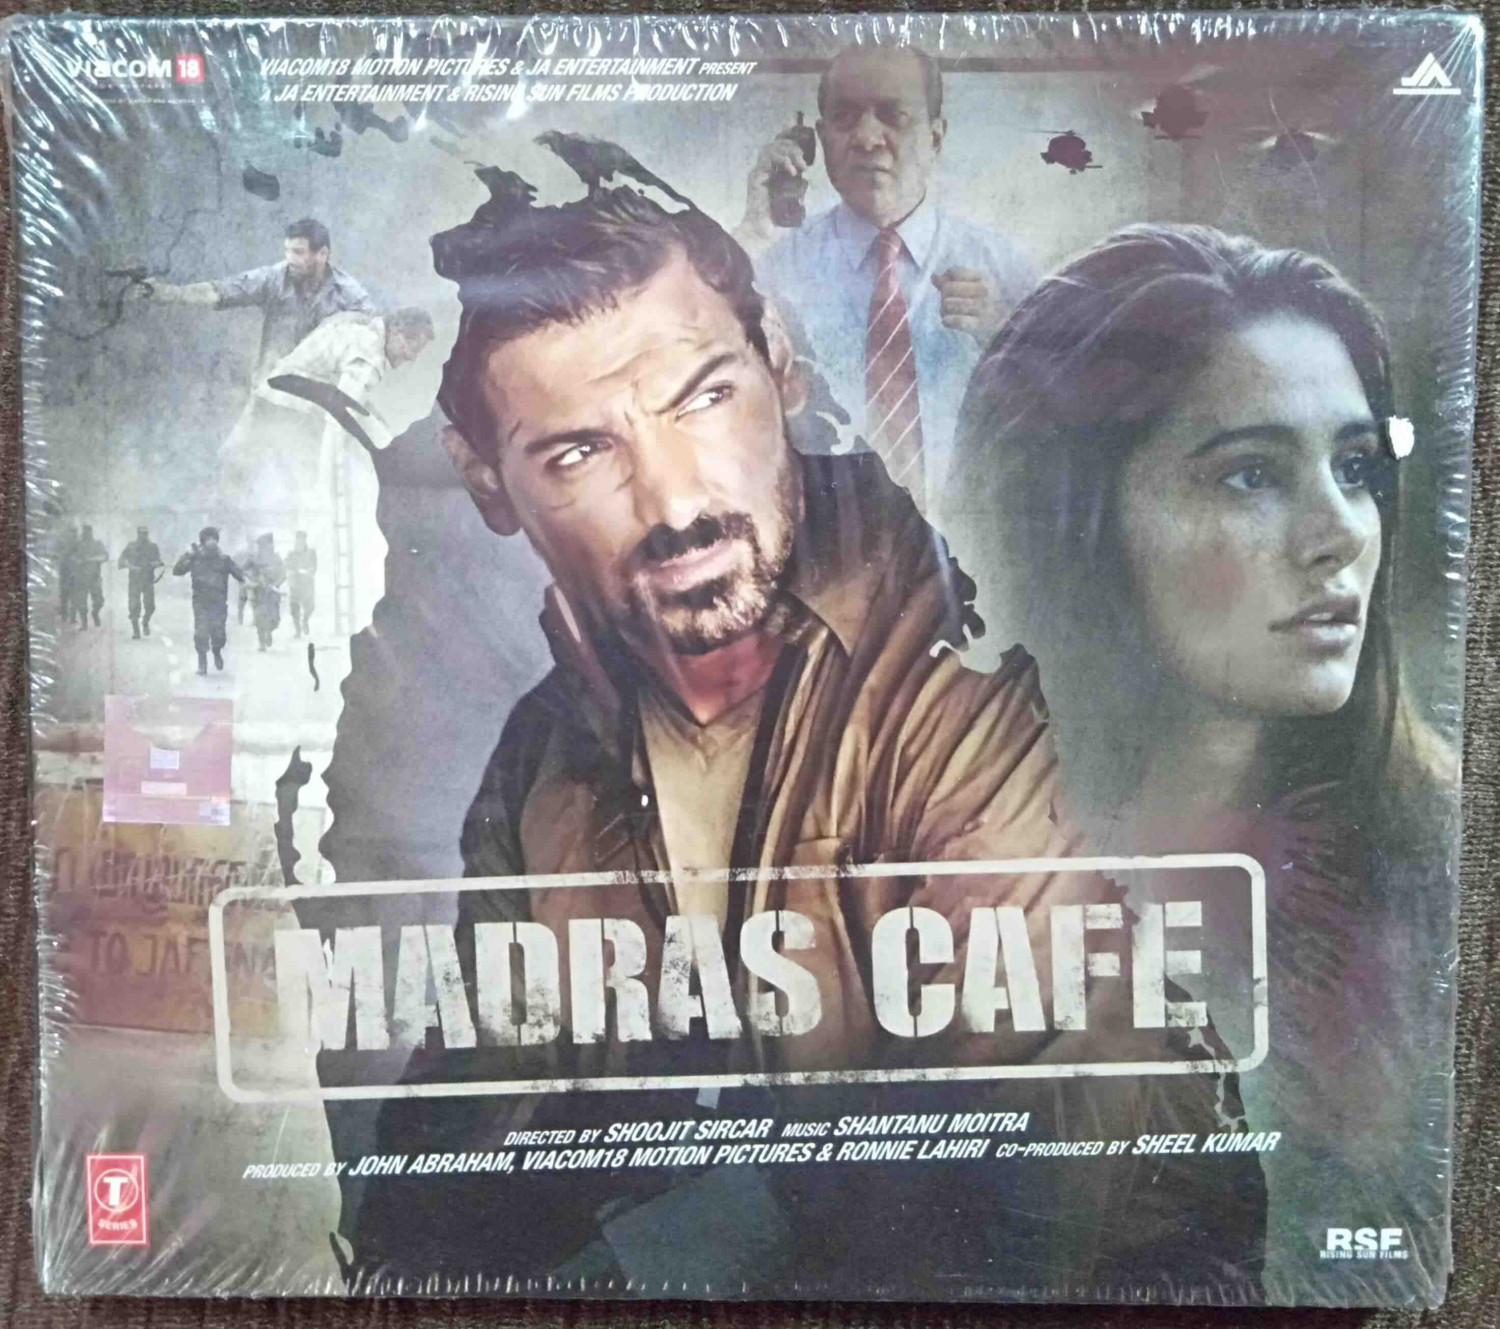 VIACOM 18
VIACOM18 MOTION PICTURES & JA ENTERTAINMENT PRESENT
A JA ENTERTAINMENT & RISING SUN FILMS PRODUCTION
JA
TO JAFFNA
MADRAS CAFE
DIRECTED BY SHOOJIT SIRCAR MUSIC SHANTANU MOITRA
PRODUCED BY JOHN ABRAHAM, VIACOM18 MOTION PICTURES & RONNIE LAHIRI CO-PRODUCED BY SHEEL KUMAR
T
SERIES
RSF
RISING SUN FILMS